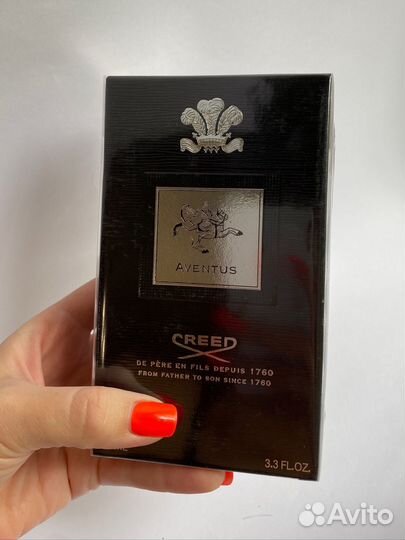 AVENTUS
CREED
DE PÈRE EN FILS DEPUIS 1760
FROM FATHER TO SON SINCE 1760
3.3 FL.OZ.
Avito